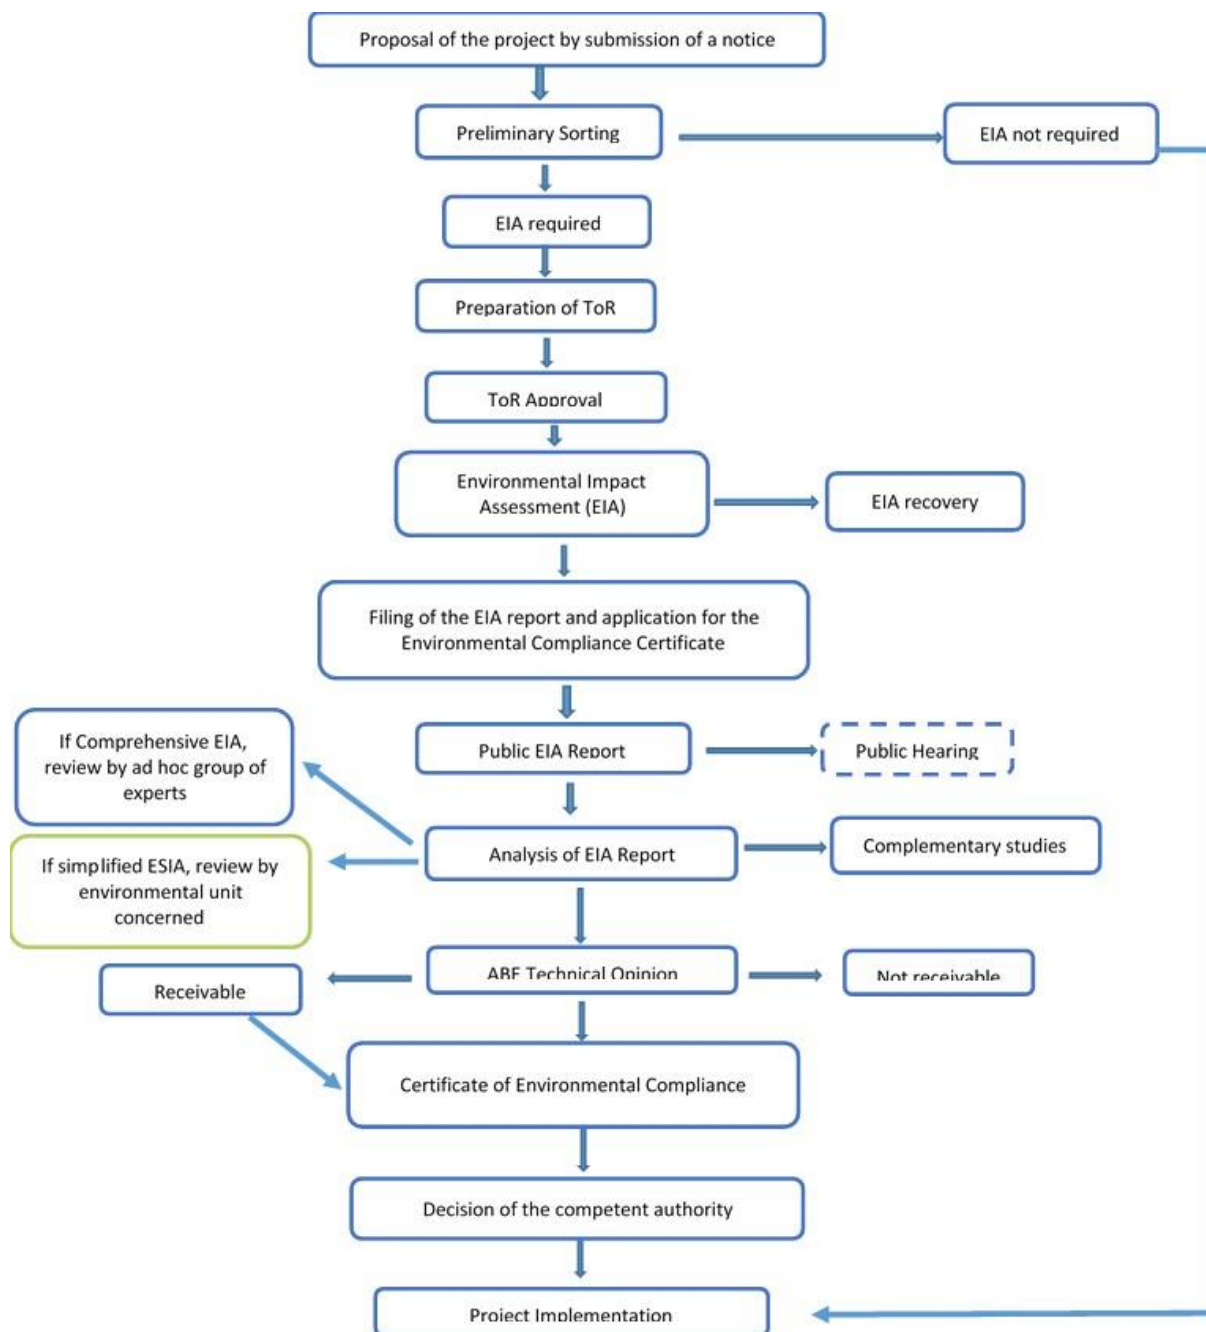 Proposal of the project by submission of a notice
Preliminary Sorting
EIA not required
EIA required
Preparation of ToR
ToR Approval
Environmental Impact
Assessment (EIA)
EIA recovery
Filing of the EIA report and application for the
Environmental Compliance Certificate
If Comprehensive EIA,
review by ad hoc group of
experts
Public EIA Report
Public Hearing
If simplified ESIA, review by
environmental unit
concerned
Analysis of EIA Report
Complementary studies
Receivable
ABE Technical Opinion
Not receivable
Certificate of Environmental Compliance
Decision of the competent authority
Project Implementation